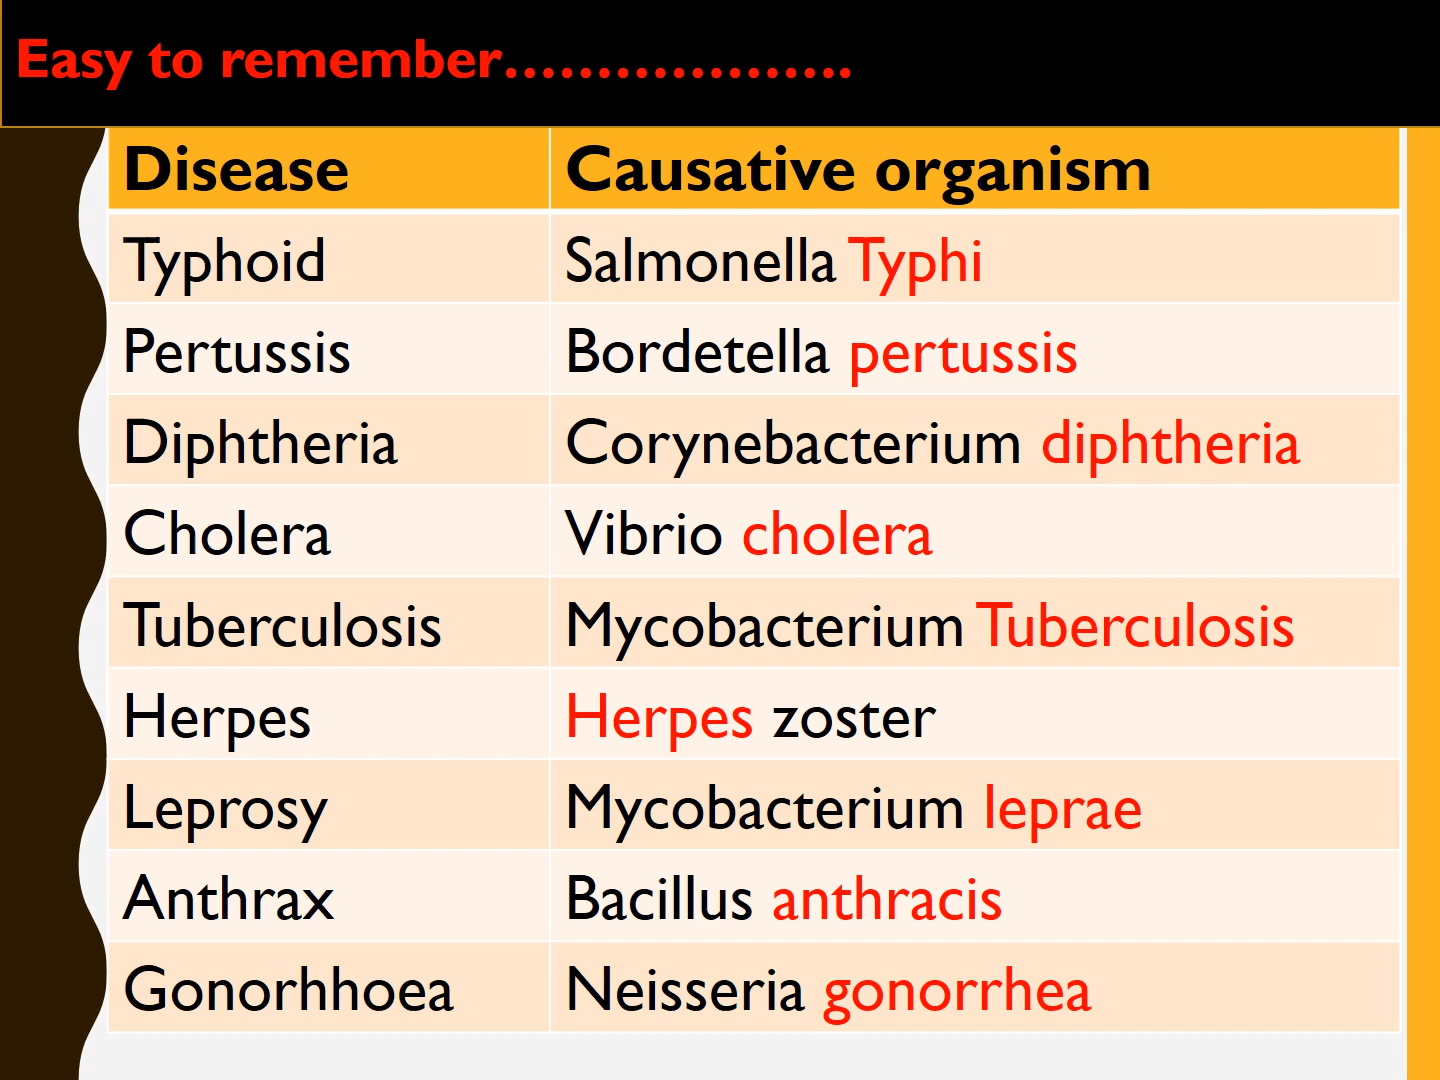 Easy to remember...................
Disease Causative organism
Typhoid Salmonella Typhi
Pertussis Bordetella pertussis
Diphtheria Corynebacterium diphtheria
Cholera Vibrio cholera
Tuberculosis Mycobacterium Tuberculosis
Herpes Herpes zoster
Leprosy Mycobacterium leprae
Anthrax Bacillus anthracis
Gonorhhoea Neisseria gonorrhea